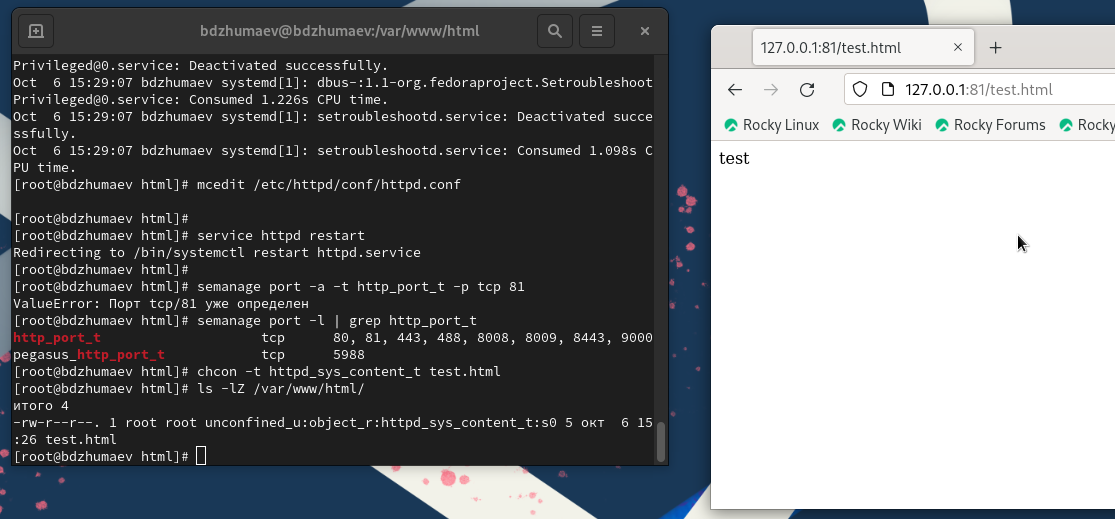 bdzhumaev@bdzhumaev:/var/www/html
Privileged@0.service: Deactivated successfully.
Oct  6 15:29:07 bdzhumaev systemd[1]: dbus-:1.1-org.fedoraproject.Setroubleshoot
Privileged@0.service: Consumed 1.226s CPU time.
Oct  6 15:29:07 bdzhumaev systemd[1]: setroubleshootd.service: Deactivated succe
ssfully.
Oct  6 15:29:07 bdzhumaev systemd[1]: setroubleshootd.service: Consumed 1.098s C
PU time.
[root@bdzhumaev html]# mcedit /etc/httpd/conf/httpd.conf
[root@bdzhumaev html]#
[root@bdzhumaev html]# service httpd restart
Redirecting to /bin/systemctl restart httpd.service
[root@bdzhumaev html]#
[root@bdzhumaev html]# semanage port -a -t http_port_t -p tcp 81
ValueError: Порт tcp/81 уже определен
[root@bdzhumaev html]# semanage port -l | grep http_port_t
http_port_t                    tcp      80, 81, 443, 488, 8008, 8009, 8443, 9000
pegasus_http_port_t            tcp      5988
[root@bdzhumaev html]# chcon -t httpd_sys_content_t test.html
[root@bdzhumaev html]# ls -lZ /var/www/html/
итого 4
-rw-r--r--. 1 root root unconfined_u:object_r:httpd_sys_content_t:s0 5 окт  6 15
:26 test.html
[root@bdzhumaev html]#
127.0.0.1:81/test.html
127.0.0.1:81/test.html
Rocky Linux Rocky Wiki Rocky Forums Rocky
test